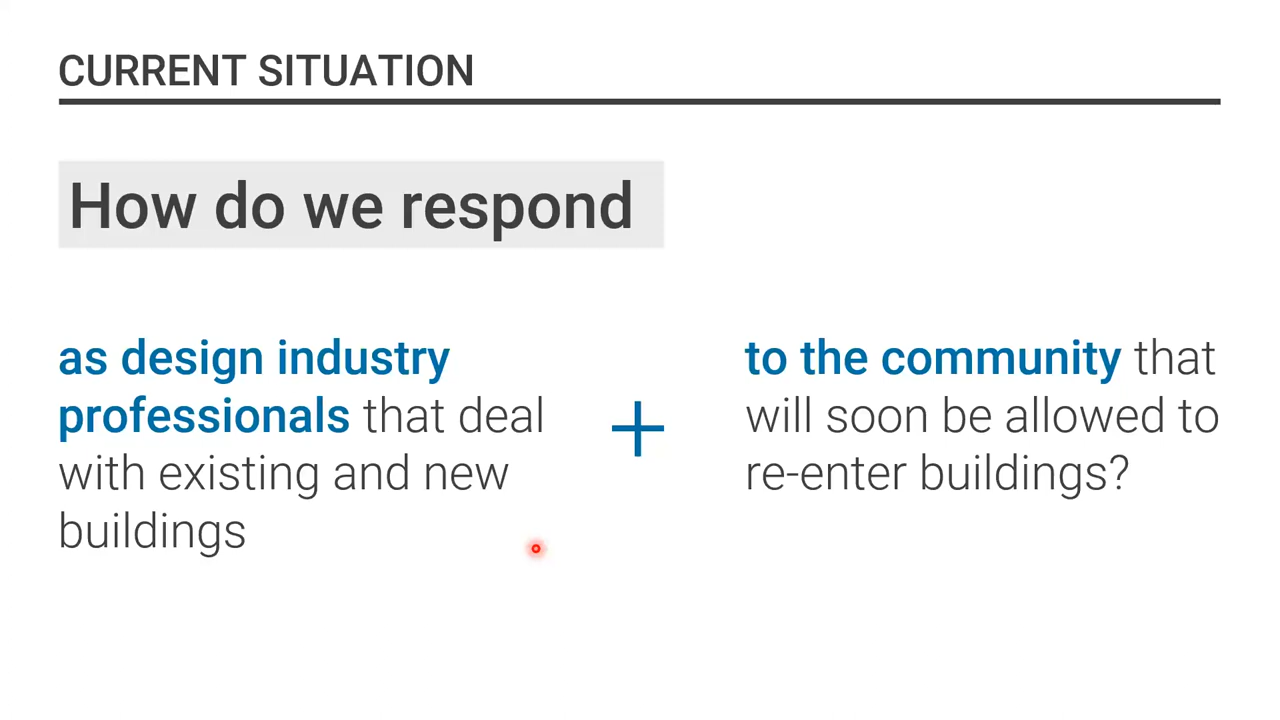 CURRENT SITUATION
How do we respond
as design industry
professionals that deal
with existing and new
buildings
+
to the community that
will soon be allowed to
re-enter buildings?